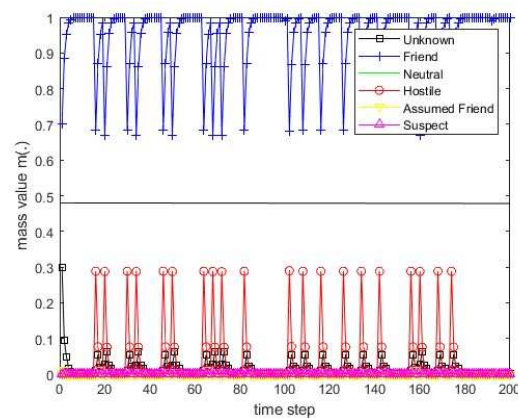 1
0.9
0.8
0.7
0.6
0.5
0.4
0.3
0.2
0.1
0
mass value m(.)
Unknown
Friend
Neutral
Hostile
Assumed Friend
Suspect
0 20 40 60 80 100 120 140 160 180 200
time step